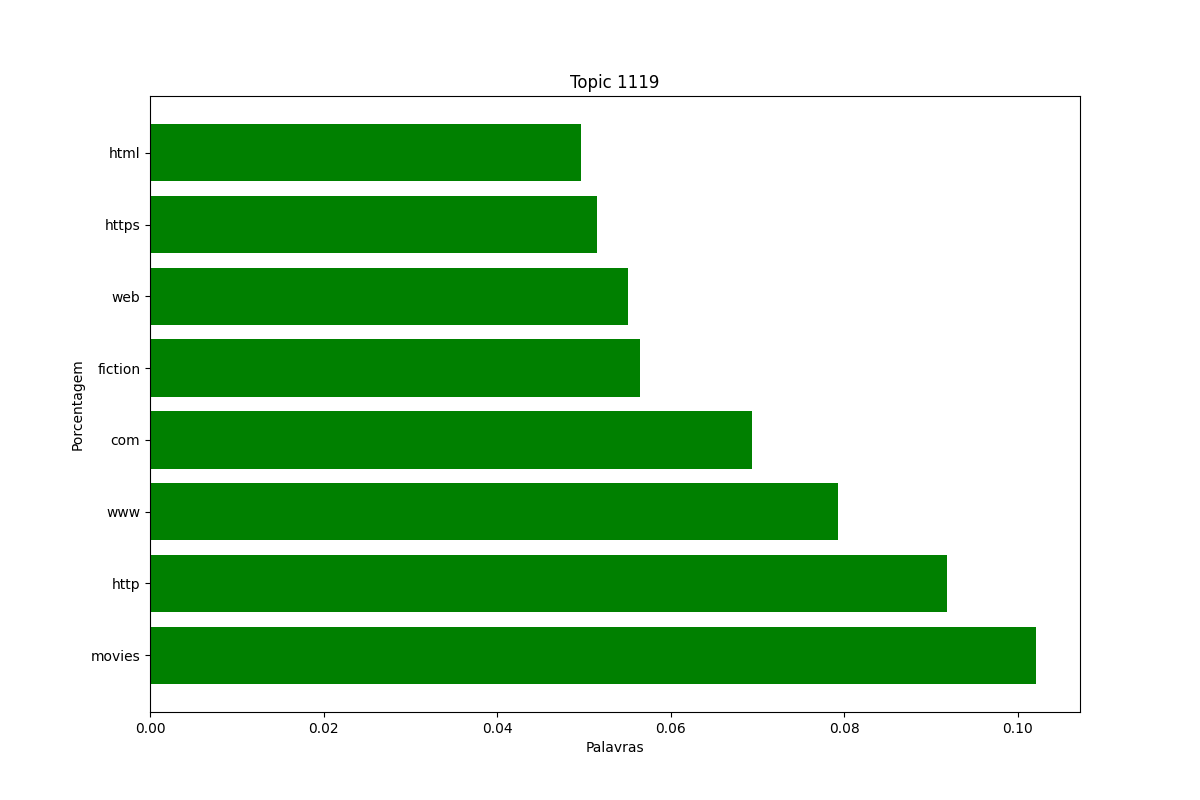 Topic 1119
html
https
web
fiction
com
www
http
movies
Porcentagem
0.00 0.02 0.04 0.06 0.08 0.10
Palavras